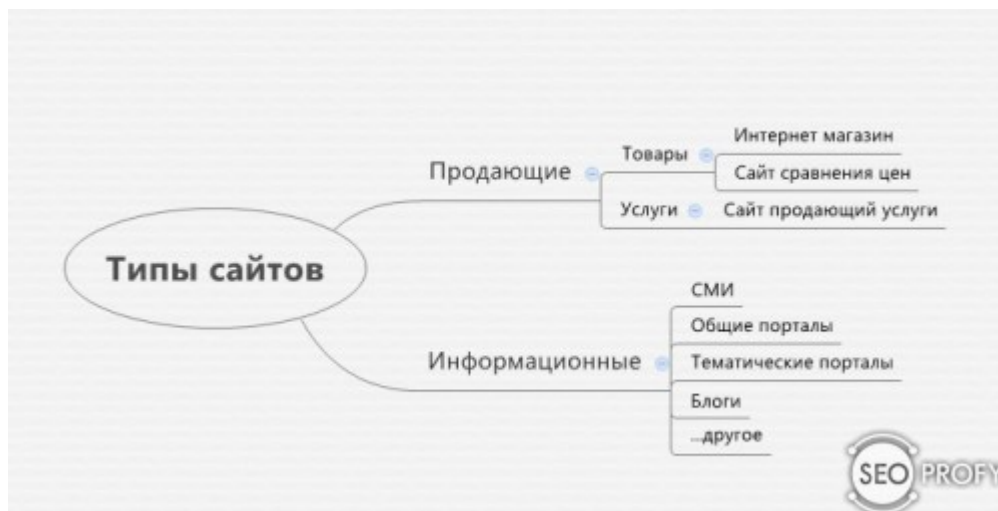 Типы сайтов
Продающие
Товары
Интернет магазин
Сайт сравнения цен
Услуги
Сайт продающий услуги
Информационные
СМИ
Общие порталы
Тематические порталы
Блоги
...другое
SEO PROFY